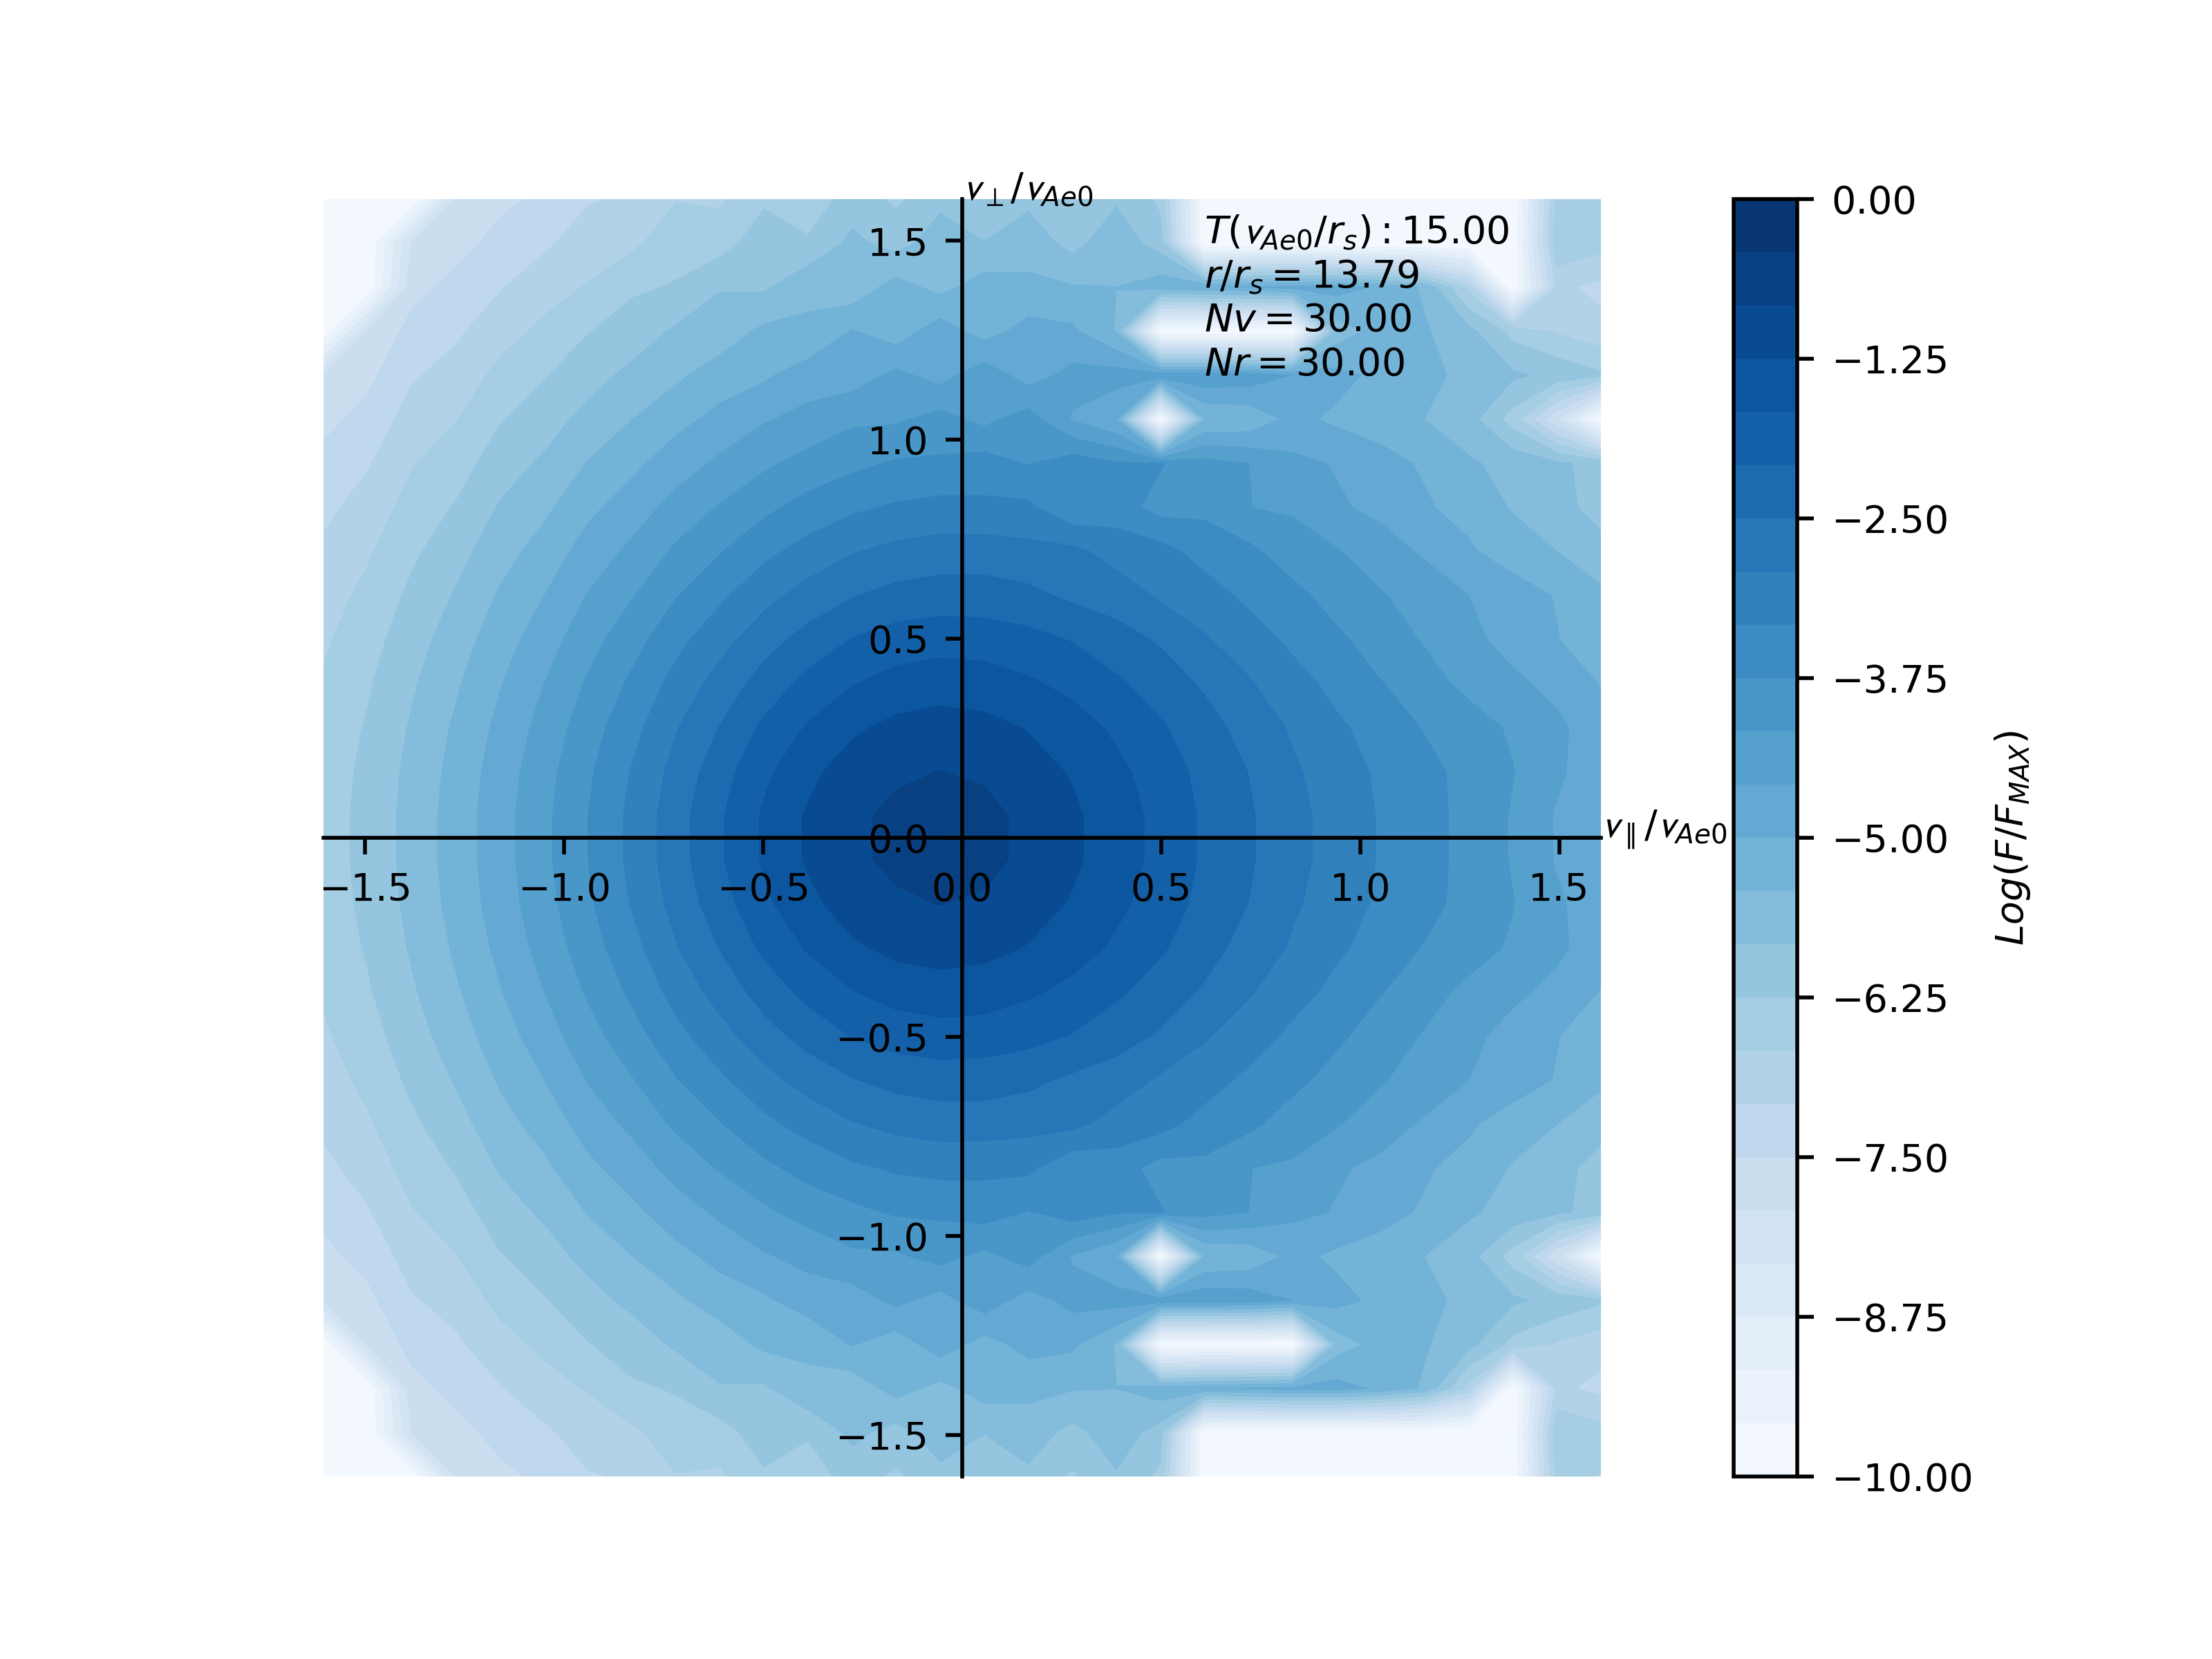 v⊥/vAe0
T(vAe0/rs):15.00
r/rs=13.79
Nv=30.00
Nr=30.00
1.5
1.0
0.5
0.0
−0.5
−1.0
−1.5
−1.5 −1.0 −0.5 0.0 0.5 1.0 1.5
v∥/vAe0
0.00
−1.25
−2.50
−3.75
−5.00
−6.25
−7.50
−8.75
−10.00
Log(F/FMAX)